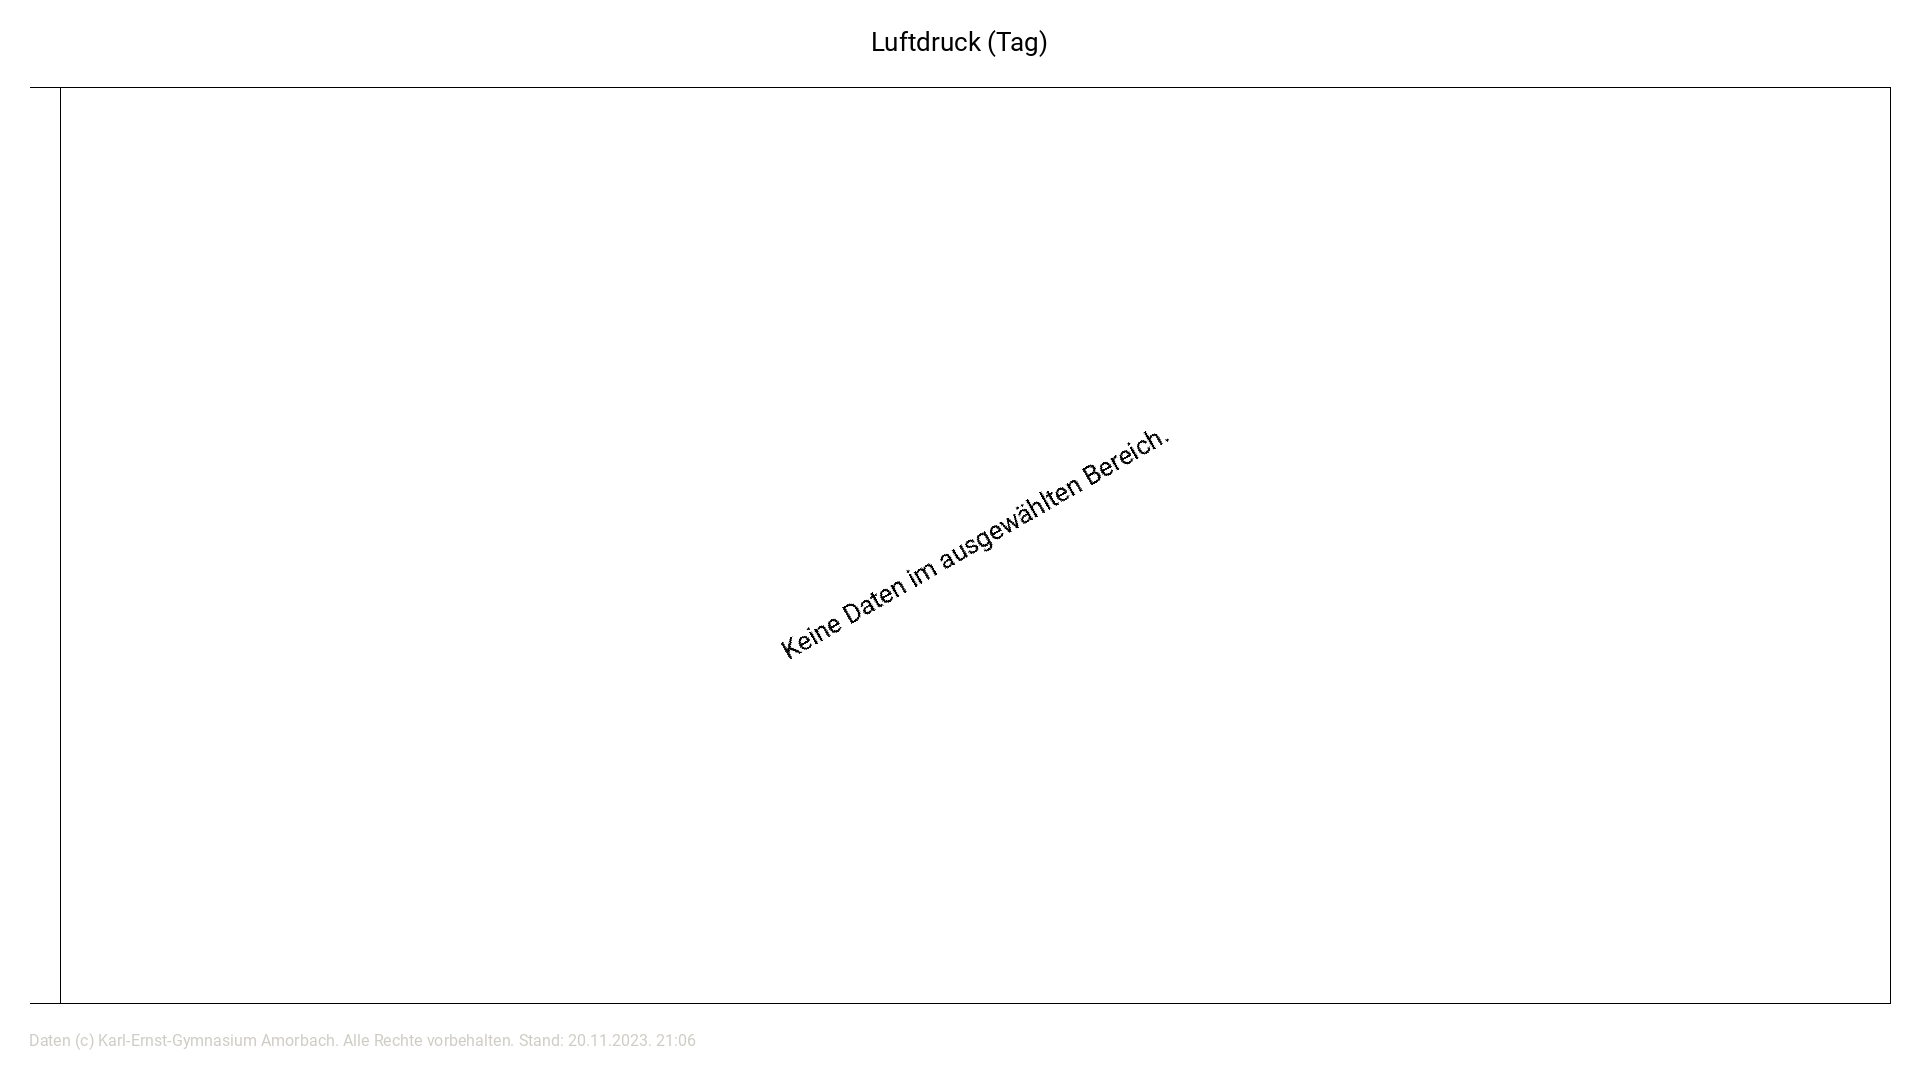 Luftdruck (Tag)
Keine Daten im ausgewählten Bereich.
Daten (c) Karl-Ernst-Gymnasium Amorbach. Alle Rechte vorbehalten. Stand: 20.11.2023. 21:06